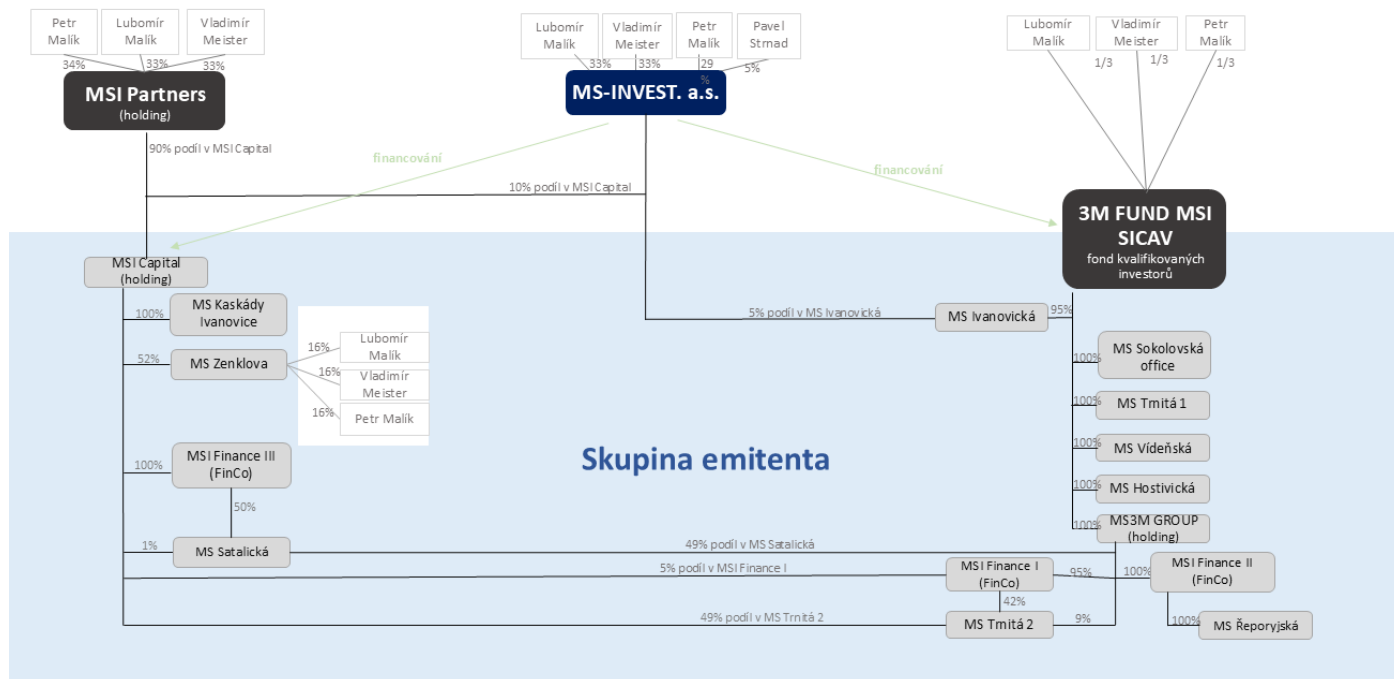 Petr
Malík
Lubomír
Malík
Vladimír
Meister
34%
33%
33%
MSI Partners
(holding)
Lubomír
Malík
Vladimír
Meister
Petr
Malík
Pavel
Strnad
33%
33%
29
%
5%
MS-INVEST. a.s.
Lubomír
Malík
Vladimír
Meister
Petr
Malík
1/3
1/3
1/3
90% podíl v MSI Capital
financování
financování
10% podíl v MSI Capital
3M FUND MSI
SICAV
fond kvalifikovaných
investorů
MSI Capital
(holding)
100%
MS Kaskády
Ivanovice
5% podíl v MS Ivanovická
MS Ivanovická
95%
52%
MS Zenklova
16%
Lubomír
Malík
16%
Vladimír
Meister
16%
Petr Malík
100%
MS Sokolovská
office
100%
MS Trnitá 1
100%
MS Vídeňská
100%
MS Hostivická
100%
MS3M GROUP
(holding)
Skupina emitenta
100%
MSI Finance III
(FinCo)
50%
1%
MS Satalická
49% podíl v MS Satalická
5% podíl v MSI Finance I
MSI Finance I
(FinCo)
95%
100%
MSI Finance II
(FinCo)
42%
49% podíl v MS Trnitá 2
MS Trnitá 2
9%
100%
MS Řeporyjská